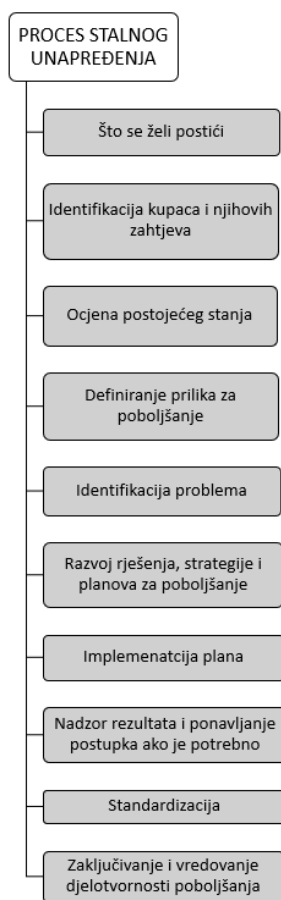 PROCES STALNOG
UNAPREĐENJA
Što se želi postići
Identifikacija kupaca i njihovih
zahtjeva
Ocjena postojećeg stanja
Definiranje prilika za
poboljšanje
Identifikacija problema
Razvoj rješenja, strategije i
planova za poboljšanje
Implemenatcija plana
Nadzor rezultata i ponavljanje
postupka ako je potrebno
Standardizacija
Zaključivanje i vredovanje
djelotvornosti poboljšanja